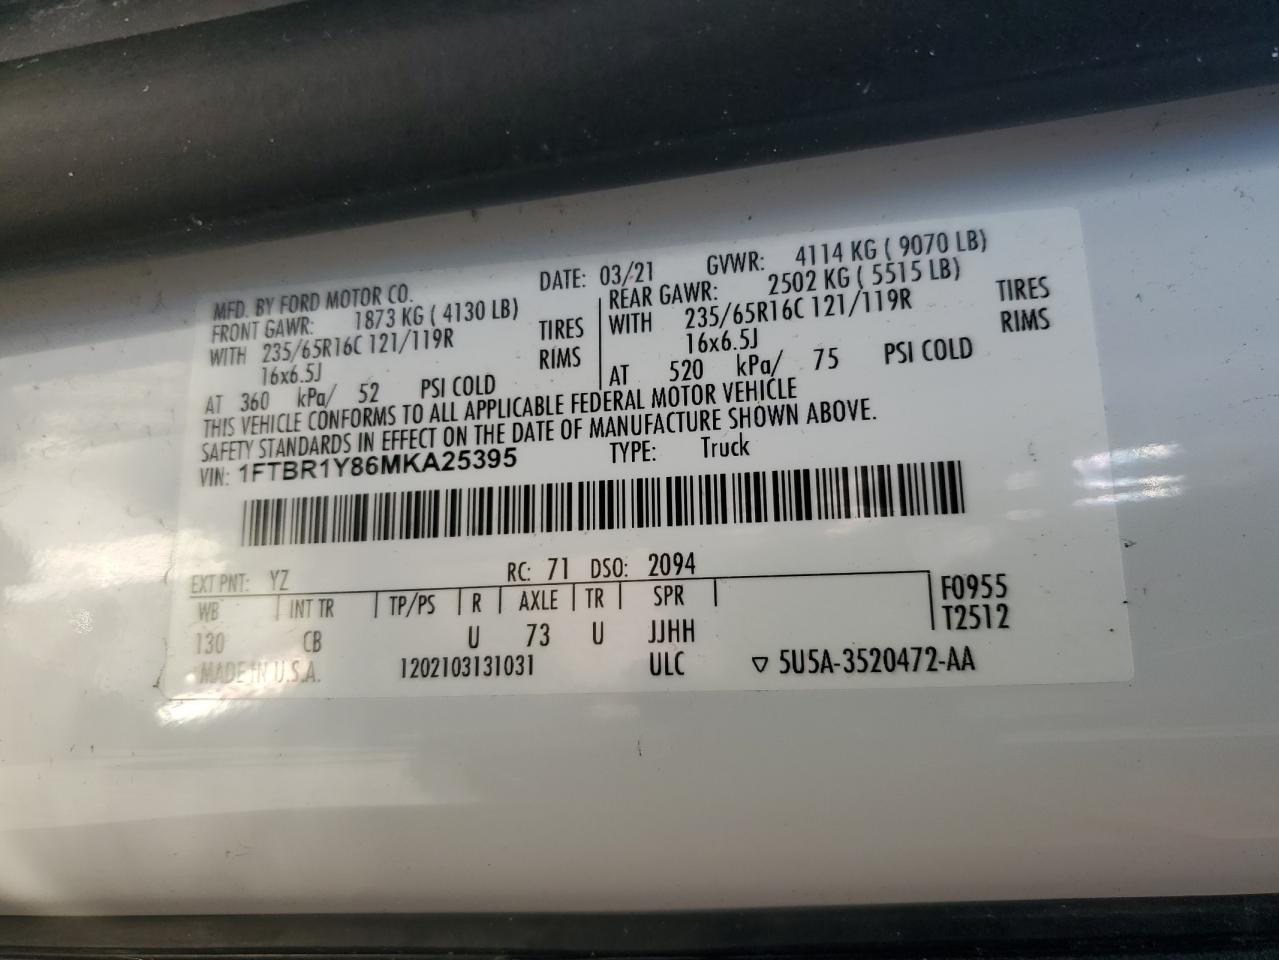 MFD. BY FORD MOTOR CO. DATE: 03/21 GVWR: 4114 KG ( 9070 LB)
FRONT GAWR: 1873 KG ( 4130 LB) REAR GAWR: 2502 KG ( 5515 LB)
WITH 235/65R16C 121/119R TIRES WITH 235/65R16C 121/119R TIRES
16x6.5J RIMS 16x6.5J RIMS
AT 360 kPa/ 52 PSI COLD AT 520 kPa/ 75 PSI COLD
THIS VEHICLE CONFORMS TO ALL APPLICABLE FEDERAL MOTOR VEHICLE
SAFETY STANDARDS IN EFFECT ON THE DATE OF MANUFACTURE SHOWN ABOVE.
VIN: 1FTBR1Y86MKA25395 TYPE: Truck
EXT PNT: YZ RC: 71 DSO: 2094
WB INT TR TP/PS R AXLE TR SPR F0955
T2512
130 CB U 73 U JJHH
MADE IN U.S.A. 1202103131031 ULC ▽ 5U5A-3520472-AA